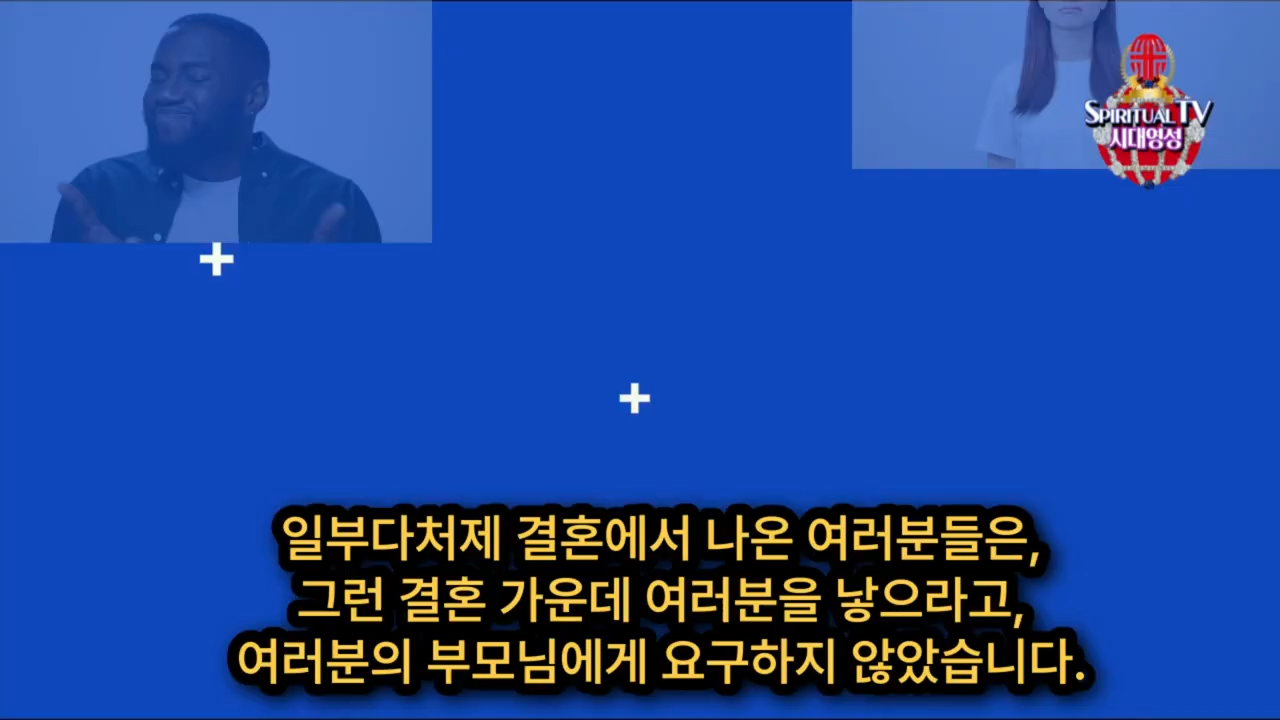 SPIRITUAL TV
시대영성
일부다처제 결혼에서 나온 여러분들은,
그런 결혼 가운데 여러분을 낳으라고,
여러분의 부모님에게 요구하지 않았습니다.